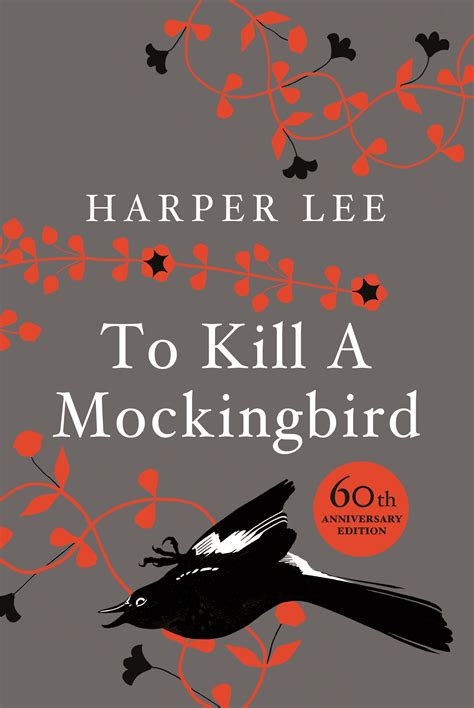 HARPER LEE
To Kill A
Mockingbird
60th
ANNIVERSARY
EDITION